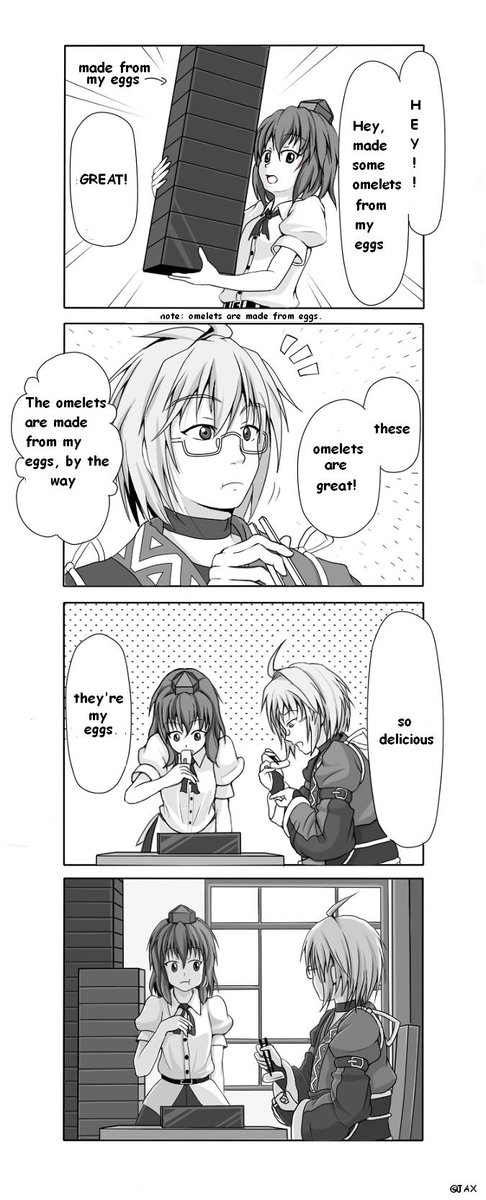 H
E
Y
!
!
Hey,
made
some
omelets
from
my
eggs
made from
my eggs
GREAT!
note: omelets are made from eggs.
these
omelets
are
great!
The omelets
are made
from my
eggs, by the
way
so
delicious
they're
my
eggs
@JAX